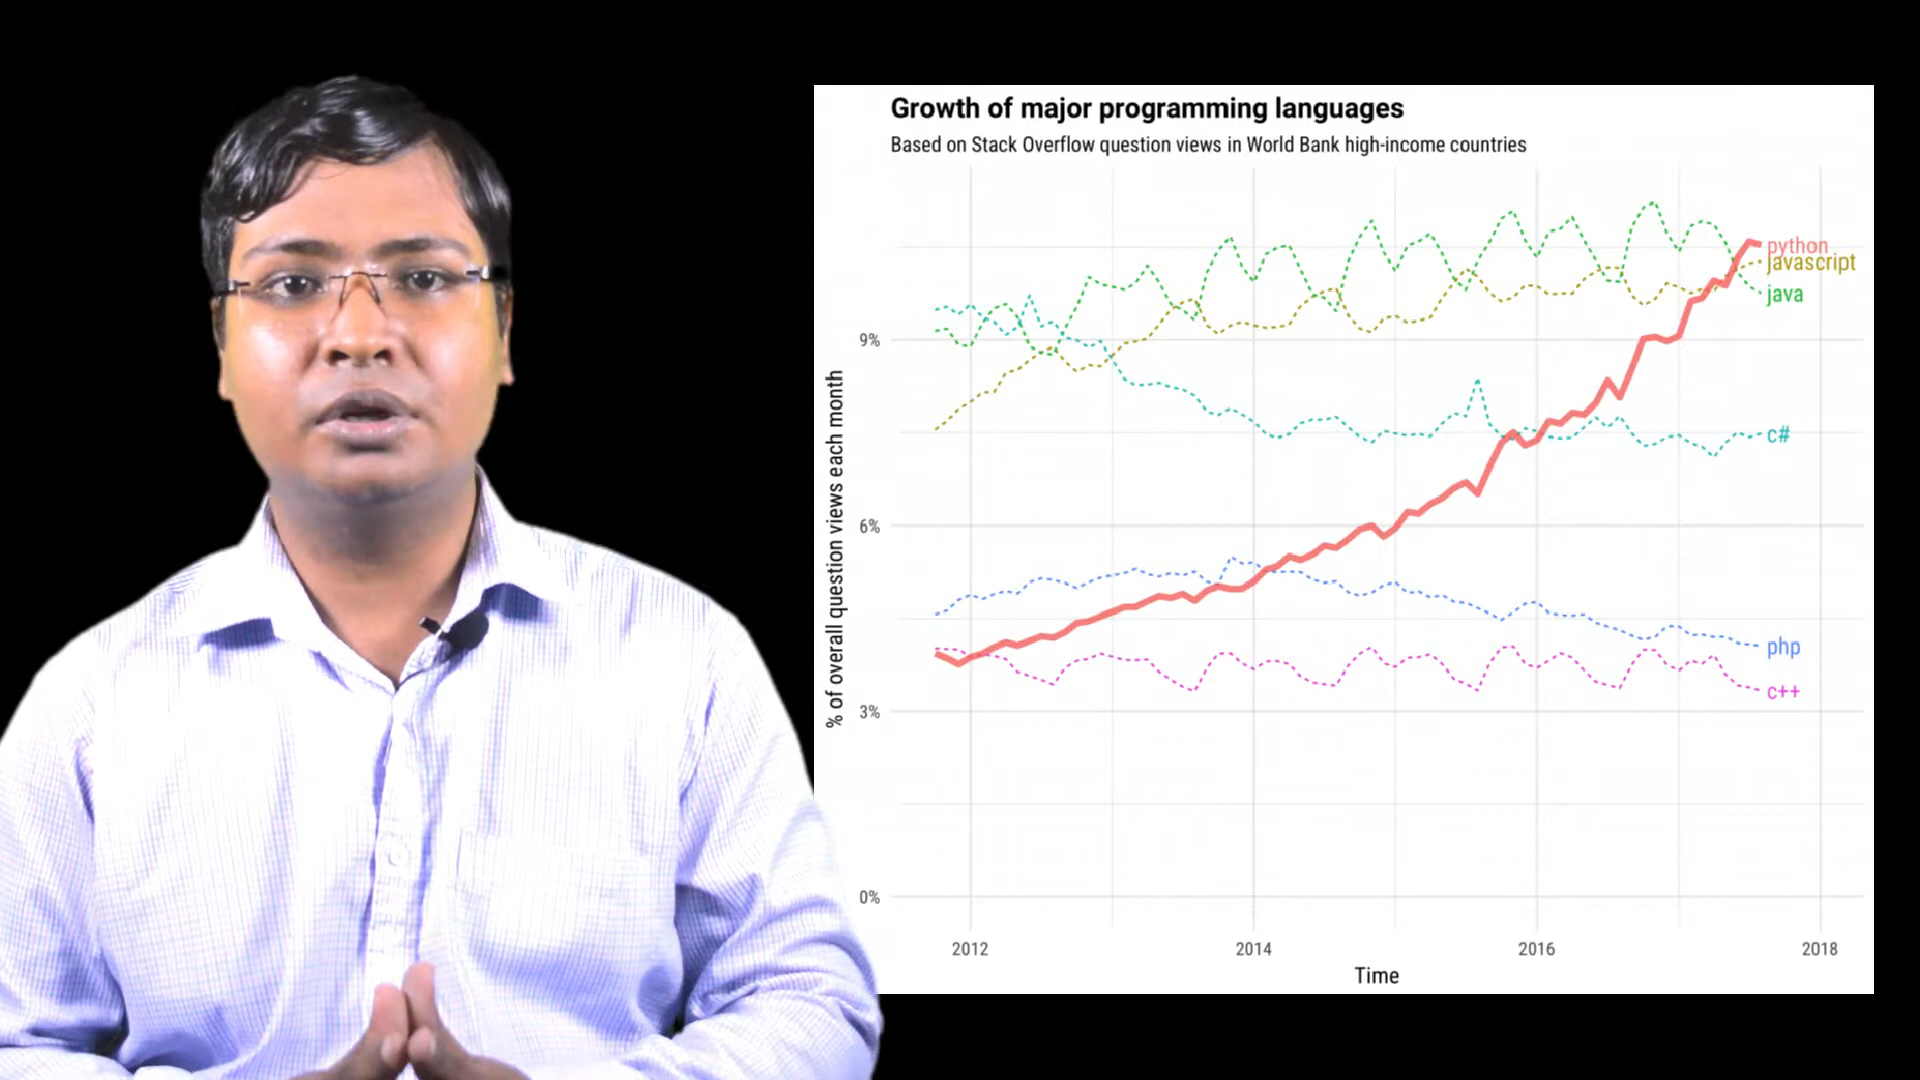 Growth of major programming languages
Based on Stack Overflow question views in World Bank high-income countries
% of overall question views each month
9%
6%
3%
0%
python
javascript
java
c#
php
c++
2012
2014
2016
2018
Time